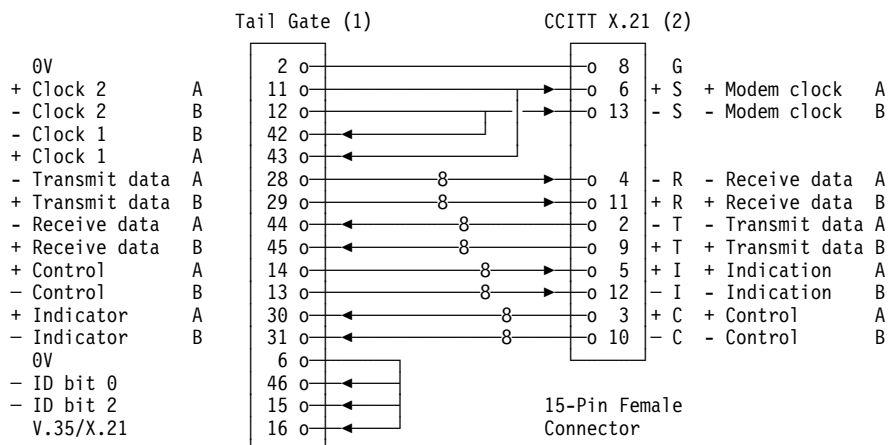 Tail Gate (1) CCITT X.21 (2)
0V 2 o o 8 G
+ Clock 2 A 11 o o 6 + S + Modem clock A
- Clock 2 B 12 o o 13 - S - Modem clock B
- Clock 1 B 42 o
+ Clock 1 A 43 o
- Transmit data A 28 o 8 o 4 - R - Receive data A
+ Transmit data B 29 o 8 o 11 + R + Receive data B
- Receive data A 44 o 8 o 2 - T - Transmit data A
+ Receive data B 45 o 8 o 9 + T + Transmit data B
+ Control A 14 o 8 o 5 + I + Indication A
— Control B 13 o 8 o 12 — I - Indication B
+ Indicator A 30 o 8 o 3 + C + Control A
— Indicator B 31 o 8 o 10 — C - Control B
0V 6 o
— ID bit 0 46 o
— ID bit 2 15 o 15-Pin Female
V.35/X.21 16 o Connector